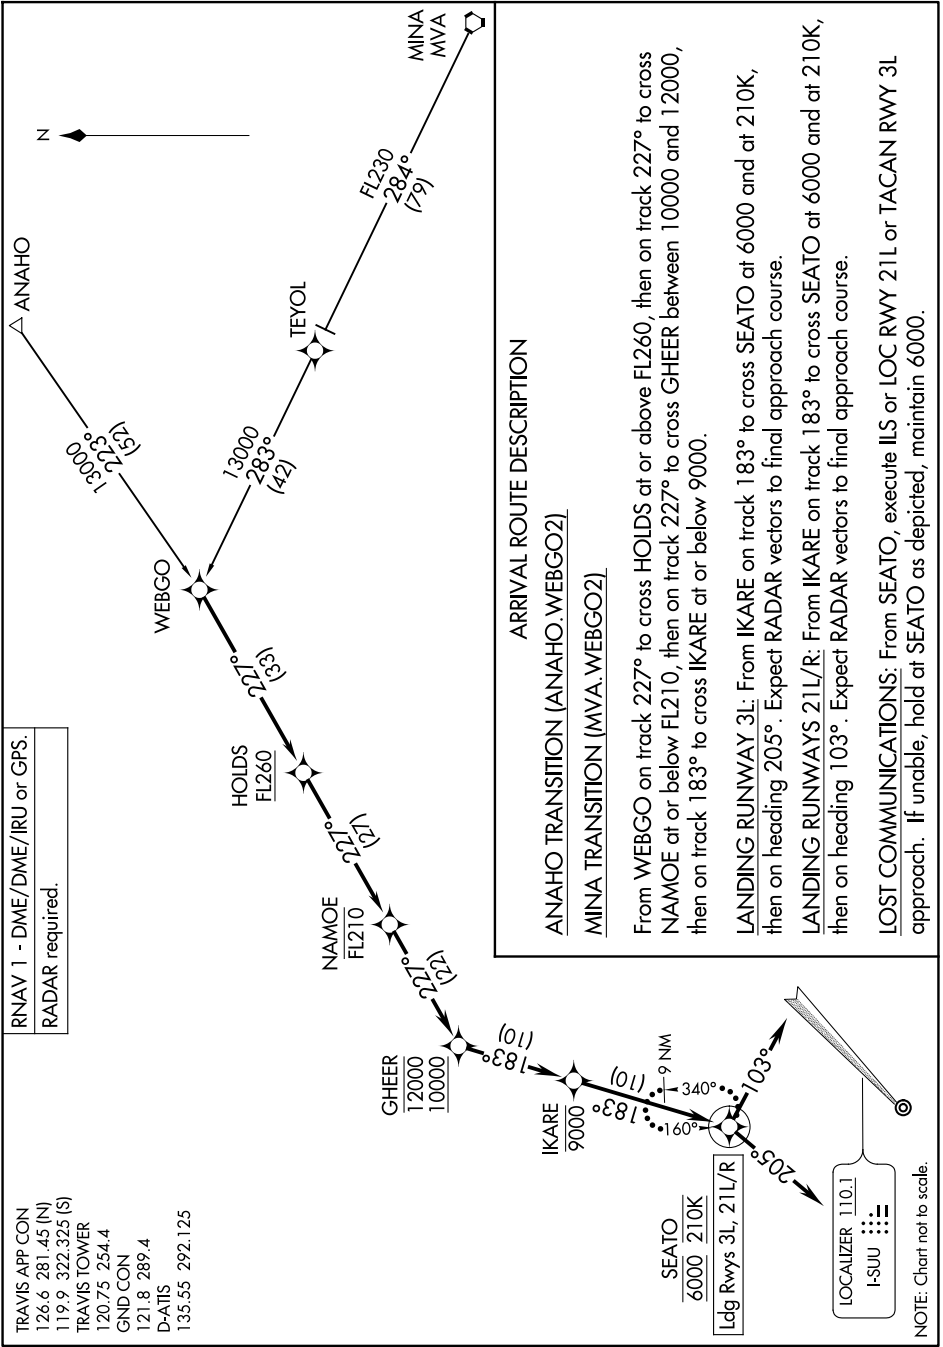 RNAV 1 - DME/DME/IRU or GPS.
RADAR required.
TRAVIS APP CON
126.6 281.45 (N)
119.9 322.325 (S)
TRAVIS TOWER
120.75 254.4
GND CON
121.8 289.4
D-ATIS
135.55 292.125
N
ANAHO
13000
223°
(52)
MINA
MVA
FL230
284°
(79)
TEYOL
13000
283°
(42)
WEBGO
227°
(33)
HOLDS
FL260
227°
(27)
NAMOE
FL210
227°
(22)
GHEER
12000
10000
183°
(10)
IKARE
9000
183°
(10)
9 NM
340°
160°
SEATO
6000 210K
Ldg Rwys 3L, 21L/R
103°
205°
LOCALIZER 110.1
I-SUU
NOTE: Chart not to scale.
ARRIVAL ROUTE DESCRIPTION
ANAHO TRANSITION (ANAHO.WEBGO2)
MINA TRANSITION (MVA.WEBGO2)
From WEBGO on track 227° to cross HOLDS at or above FL260, then on track 227° to cross
NAMOE at or below FL210, then on track 227° to cross GHEER between 10000 and 12000,
then on track 183° to cross IKARE at or below 9000.
LANDING RUNWAY 3L: From IKARE on track 183° to cross SEATO at 6000 and at 210K,
then on heading 205°. Expect RADAR vectors to final approach course.
LANDING RUNWAYS 21L/R: From IKARE on track 183° to cross SEATO at 6000 and at 210K,
then on heading 103°. Expect RADAR vectors to final approach course.
LOST COMMUNICATIONS: From SEATO, execute ILS or LOC RWY 21L or TACAN RWY 3L
approach. If unable, hold at SEATO as depicted, maintain 6000.